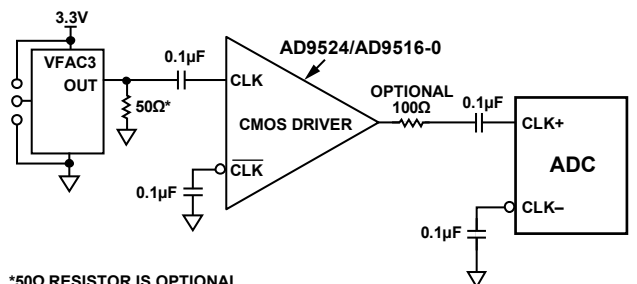 3.3V
VFAC3
OUT
50Ω*
0.1µF
CLK
AD9524/AD9516-0
CMOS DRIVER
CLK
0.1µF
OPTIONAL
100Ω
0.1µF
CLK+
ADC
CLK–
0.1µF
*50Ω RESISTOR IS OPTIONAL